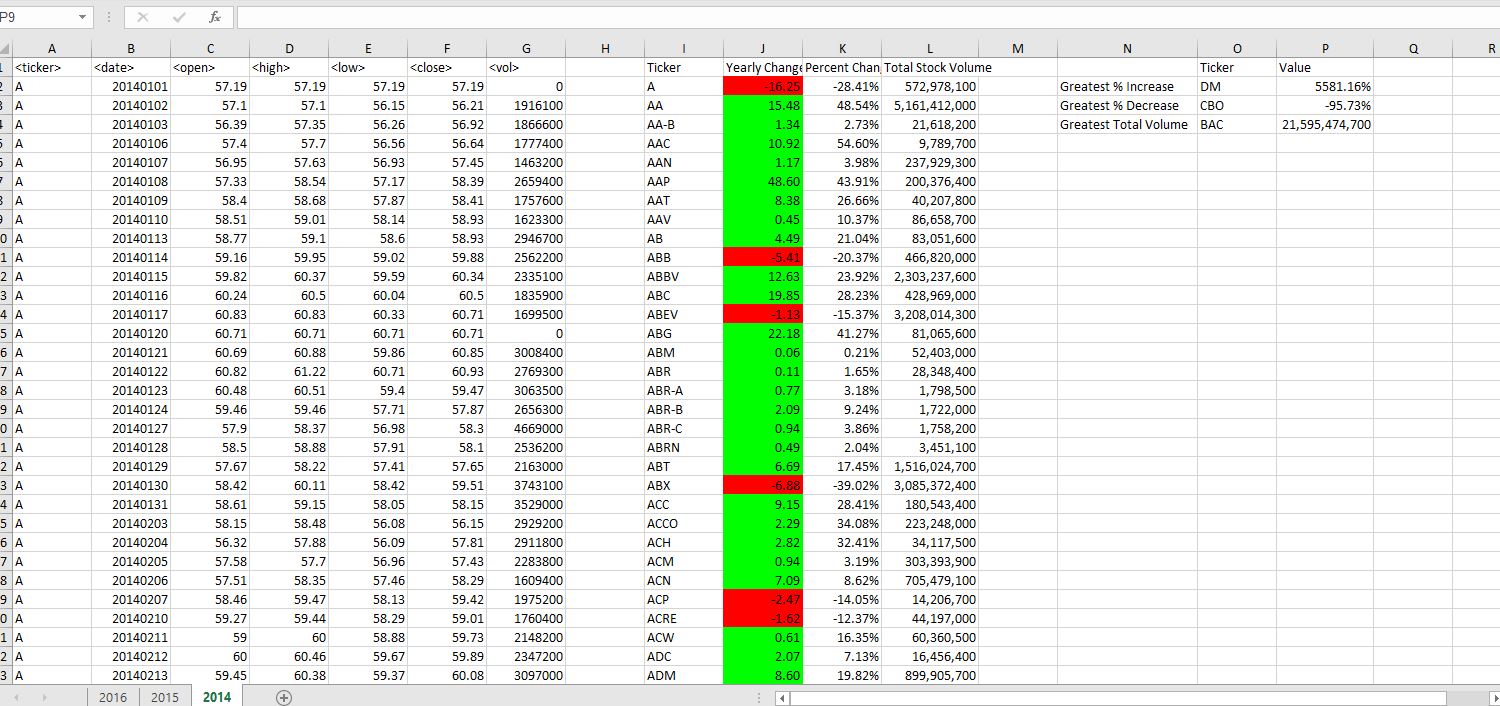 P9 fx
A B C D E F G H I J K L M N O P Q R
1 <ticker> <date> <open> <high> <low> <close> <vol> Ticker Yearly Change Percent Chan Total Stock Volume Ticker Value
2 A 20140101 57.19 57.19 57.19 57.19 0 A -16.25 -28.41% 572,978,100 Greatest % Increase DM 5581.16%
3 A 20140102 57.1 57.1 56.15 56.21 1916100 AA 15.48 48.54% 5,161,412,000 Greatest % Decrease CBO -95.73%
4 A 20140103 56.39 57.35 56.26 56.92 1866600 AA-B 1.34 2.73% 21,618,200 Greatest Total Volume BAC 21,595,474,700
5 A 20140106 57.4 57.7 56.56 56.64 1777400 AAC 10.92 54.60% 9,789,700
6 A 20140107 56.95 57.63 56.93 57.45 1463200 AAN 1.17 3.98% 237,929,300
7 A 20140108 57.33 58.54 57.17 58.39 2659400 AAP 48.60 43.91% 200,376,400
8 A 20140109 58.4 58.68 57.87 58.41 1757600 AAT 8.38 26.66% 40,207,800
9 A 20140110 58.51 59.01 58.14 58.93 1623300 AAV 0.45 10.37% 86,658,700
0 A 20140113 58.77 59.1 58.6 58.93 2946700 AB 4.49 21.04% 83,051,600
1 A 20140114 59.16 59.95 59.02 59.88 2562200 ABB -5.41 -20.37% 466,820,000
2 A 20140115 59.82 60.37 59.59 60.34 2335100 ABBV 12.63 23.92% 2,303,237,600
3 A 20140116 60.24 60.5 60.04 60.5 1835900 ABC 19.85 28.23% 428,969,000
4 A 20140117 60.83 60.83 60.33 60.71 1699500 ABEV -1.13 -15.37% 3,208,014,300
5 A 20140120 60.71 60.71 60.71 60.71 0 ABG 22.18 41.27% 81,065,600
6 A 20140121 60.69 60.88 59.86 60.85 3008400 ABM 0.06 0.21% 52,403,000
7 A 20140122 60.82 61.22 60.71 60.93 2769300 ABR 0.11 1.65% 28,348,400
8 A 20140123 60.48 60.51 59.4 59.47 3063500 ABR-A 0.77 3.18% 1,798,500
9 A 20140124 59.46 59.46 57.71 57.87 2656300 ABR-B 2.09 9.24% 1,722,000
0 A 20140127 57.9 58.37 56.98 58.3 4669000 ABR-C 0.94 3.86% 1,758,200
1 A 20140128 58.5 58.88 57.91 58.1 2536200 ABRN 0.49 2.04% 3,451,100
2 A 20140129 57.67 58.22 57.41 57.65 2163000 ABT 6.69 17.45% 1,516,024,700
3 A 20140130 58.42 60.11 58.42 59.51 3743100 ABX -6.88 -39.02% 3,085,372,400
4 A 20140131 58.61 59.15 58.05 58.15 3529000 ACC 9.15 28.41% 180,543,400
5 A 20140203 58.15 58.48 56.08 56.15 2929200 ACCO 2.29 34.08% 223,248,000
6 A 20140204 56.32 57.88 56.09 57.81 2911800 ACH 2.82 32.41% 34,117,500
7 A 20140205 57.58 57.7 56.96 57.43 2283800 ACM 0.94 3.19% 303,393,900
8 A 20140206 57.51 58.35 57.46 58.29 1609400 ACN 7.09 8.62% 705,479,100
9 A 20140207 58.46 59.47 58.13 59.42 1975200 ACP -2.47 -14.05% 14,206,700
0 A 20140210 59.27 59.44 58.29 59.01 1760400 ACRE -1.62 -12.37% 44,197,000
1 A 20140211 59 60 58.88 59.73 2148200 ACW 0.61 16.35% 60,360,500
2 A 20140212 60 60.46 59.67 59.89 2347200 ADC 2.07 7.13% 16,456,400
3 A 20140213 59.45 60.38 59.37 60.08 3097000 ADM 8.60 19.82% 899,905,700
2016 2015 2014